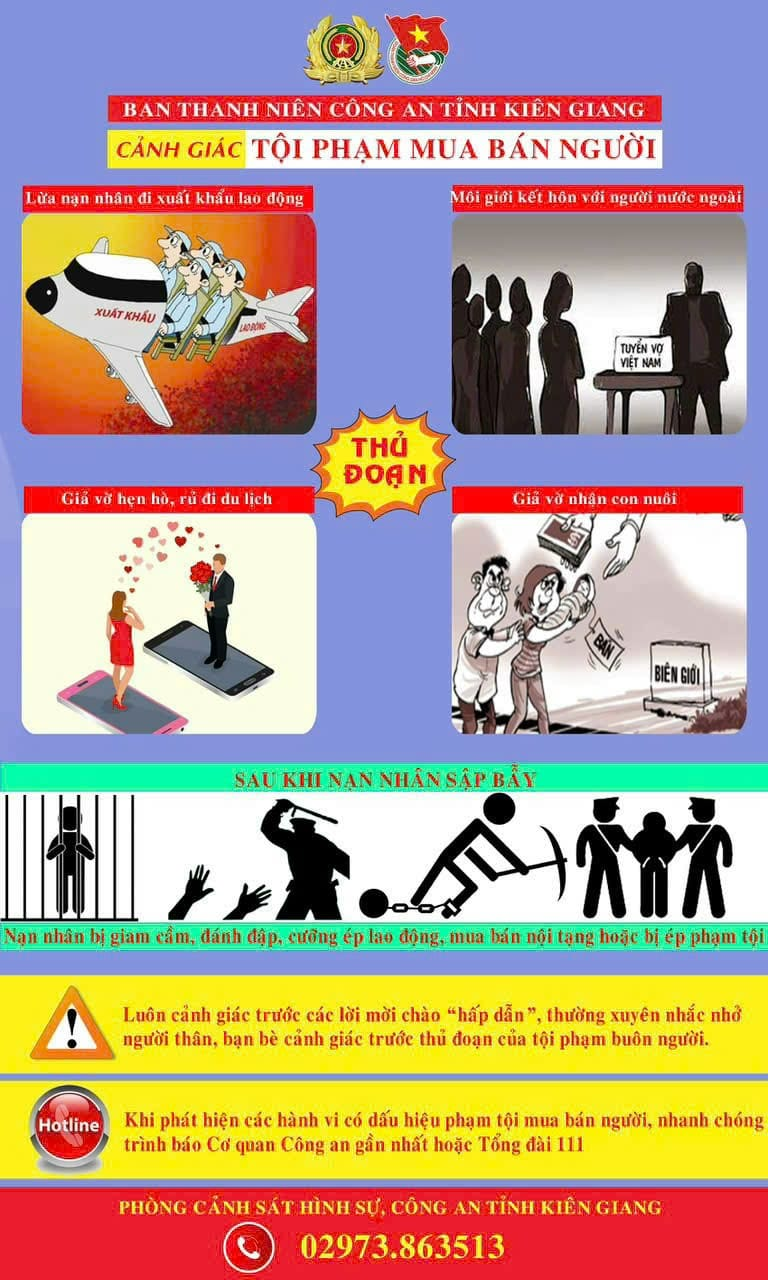 BAN THANH NIÊN CÔNG AN TỈNH KIÊN GIANG
CẢNH GIÁC TỘI PHẠM MUA BÁN NGƯỜI
Lừa nạn nhân đi xuất khẩu lao động
XUẤT KHẨU
LAO ĐỘNG
Môi giới kết hôn với người nước ngoài
TUYỂN VỢ
VIỆT NAM
THỦ
ĐOẠN
Giả vờ hẹn hò, rủ đi du lịch
Giả vờ nhận con nuôi
BÁN
BIÊN GIỚI
SAU KHI NẠN NHÂN SẬP BẪY
Nạn nhân bị giam cầm, đánh đập, cưỡng ép lao động, mua bán nội tạng hoặc bị ép phạm tội
Luôn cảnh giác trước các lời mời chào “hấp dẫn”, thường xuyên nhắc nhở
người thân, bạn bè cảnh giác trước thủ đoạn của tội phạm buôn người.
Hotline
Khi phát hiện các hành vi có dấu hiệu phạm tội mua bán người, nhanh chóng
trình báo Cơ quan Công an gần nhất hoặc Tổng đài 111
PHÒNG CẢNH SÁT HÌNH SỰ, CÔNG AN TỈNH KIÊN GIANG
02973.863513